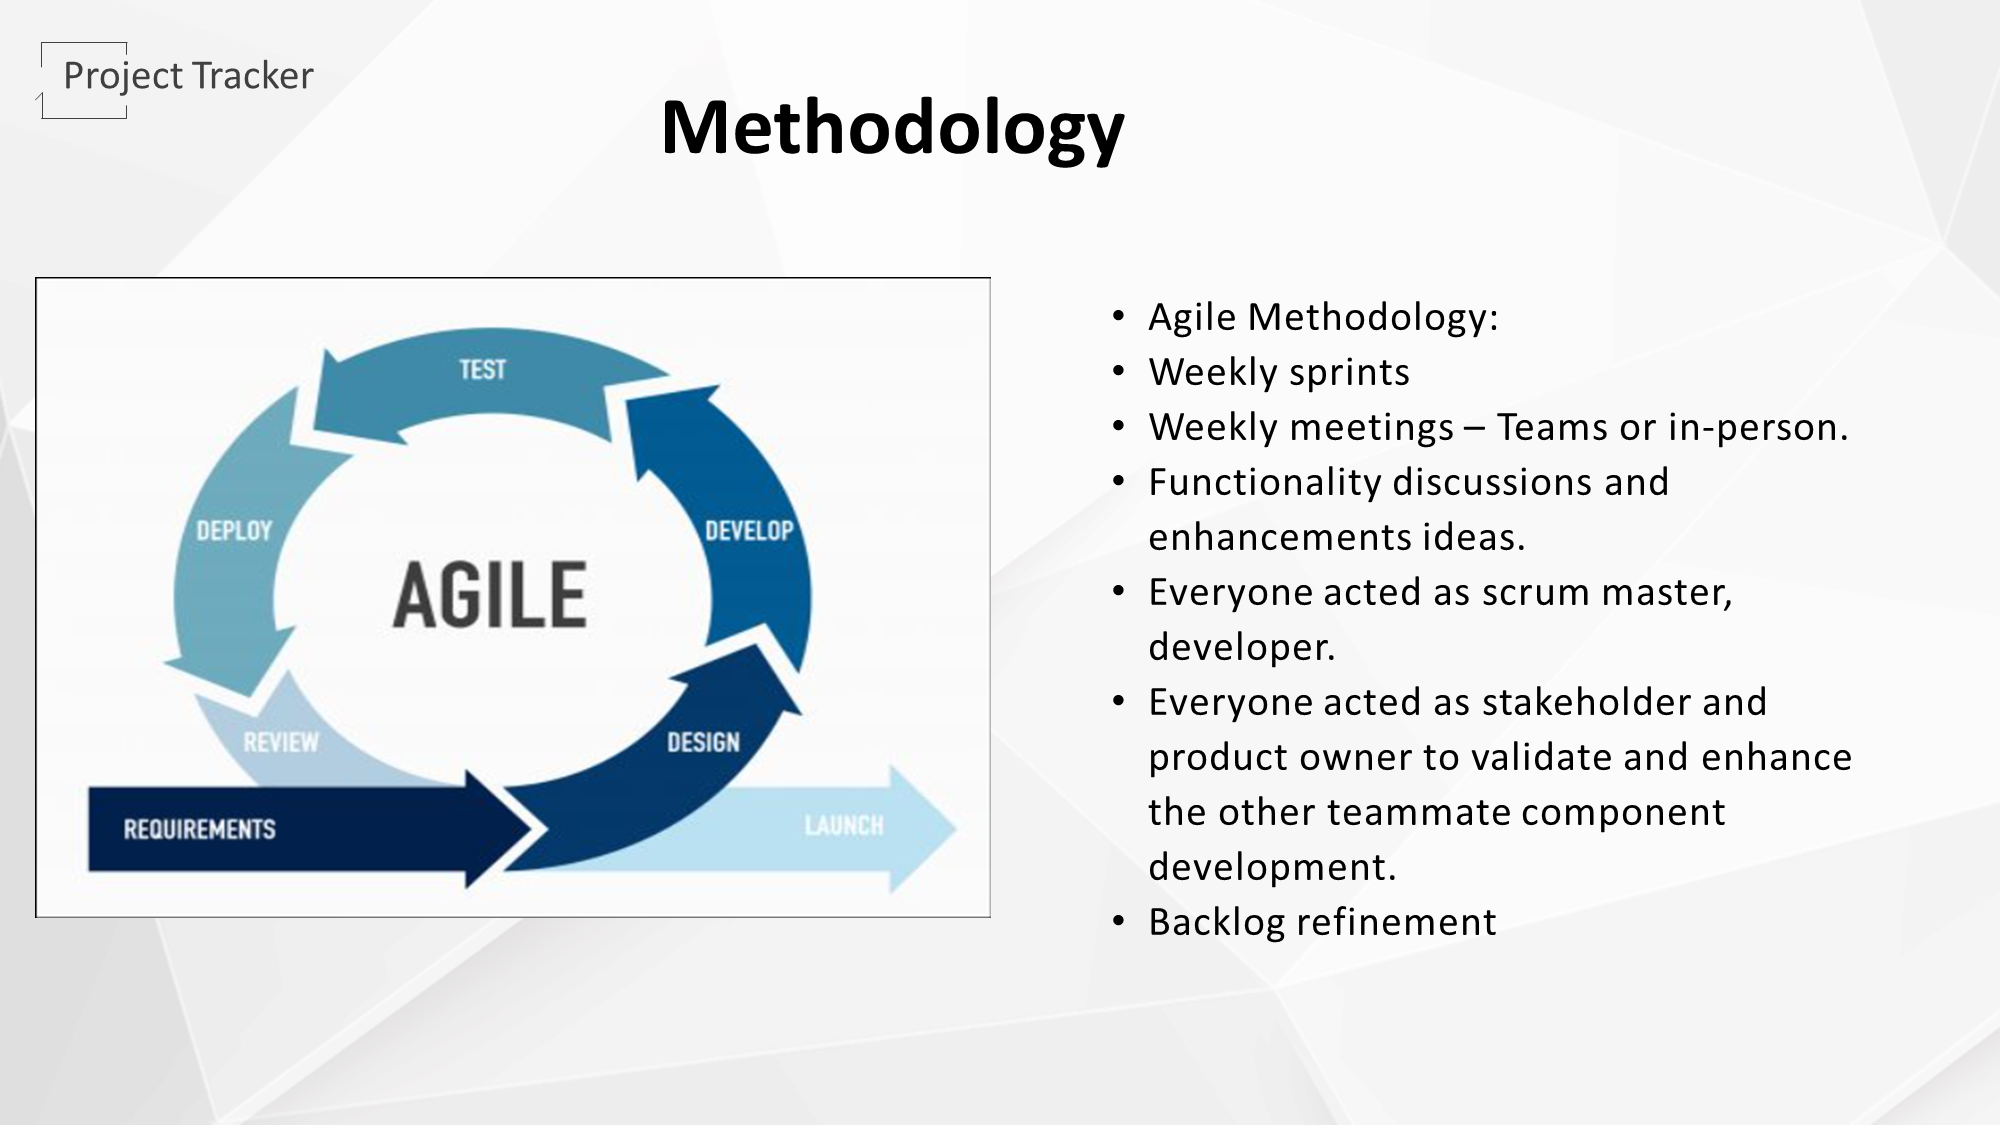 Project Tracker
Methodology
TEST
DEPLOY
DEVELOP
AGILE
REVIEW
DESIGN
REQUIREMENTS
LAUNCH
• Agile Methodology:
• Weekly sprints
• Weekly meetings – Teams or in-person.
• Functionality discussions and
enhancements ideas.
• Everyone acted as scrum master,
developer.
• Everyone acted as stakeholder and
product owner to validate and enhance
the other teammate component
development.
• Backlog refinement